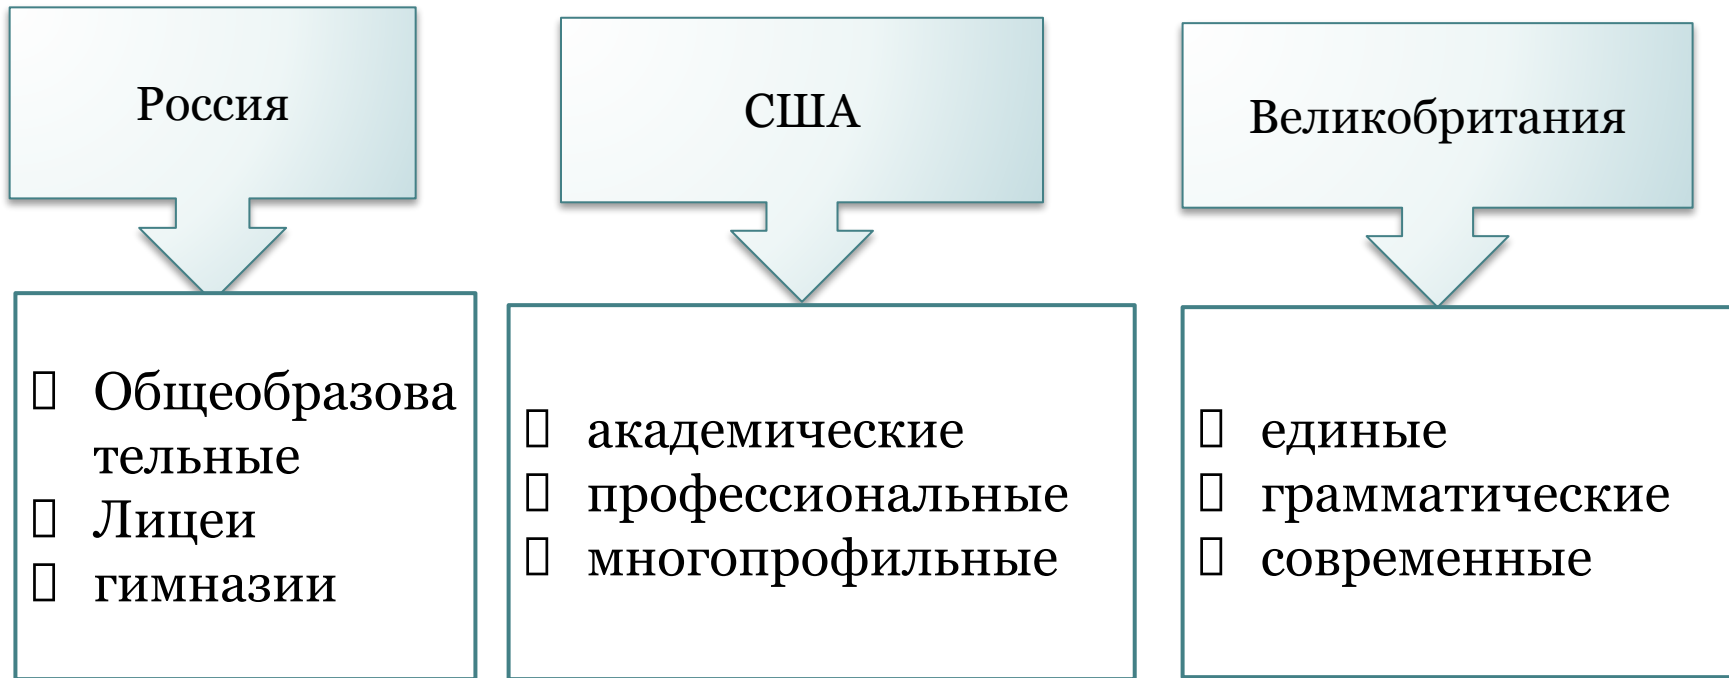 Россия
Общеобразова
тельные
Лицеи
гимназии
США
академические
профессиональные
многопрофильные
Великобритания
единые
грамматические
современные